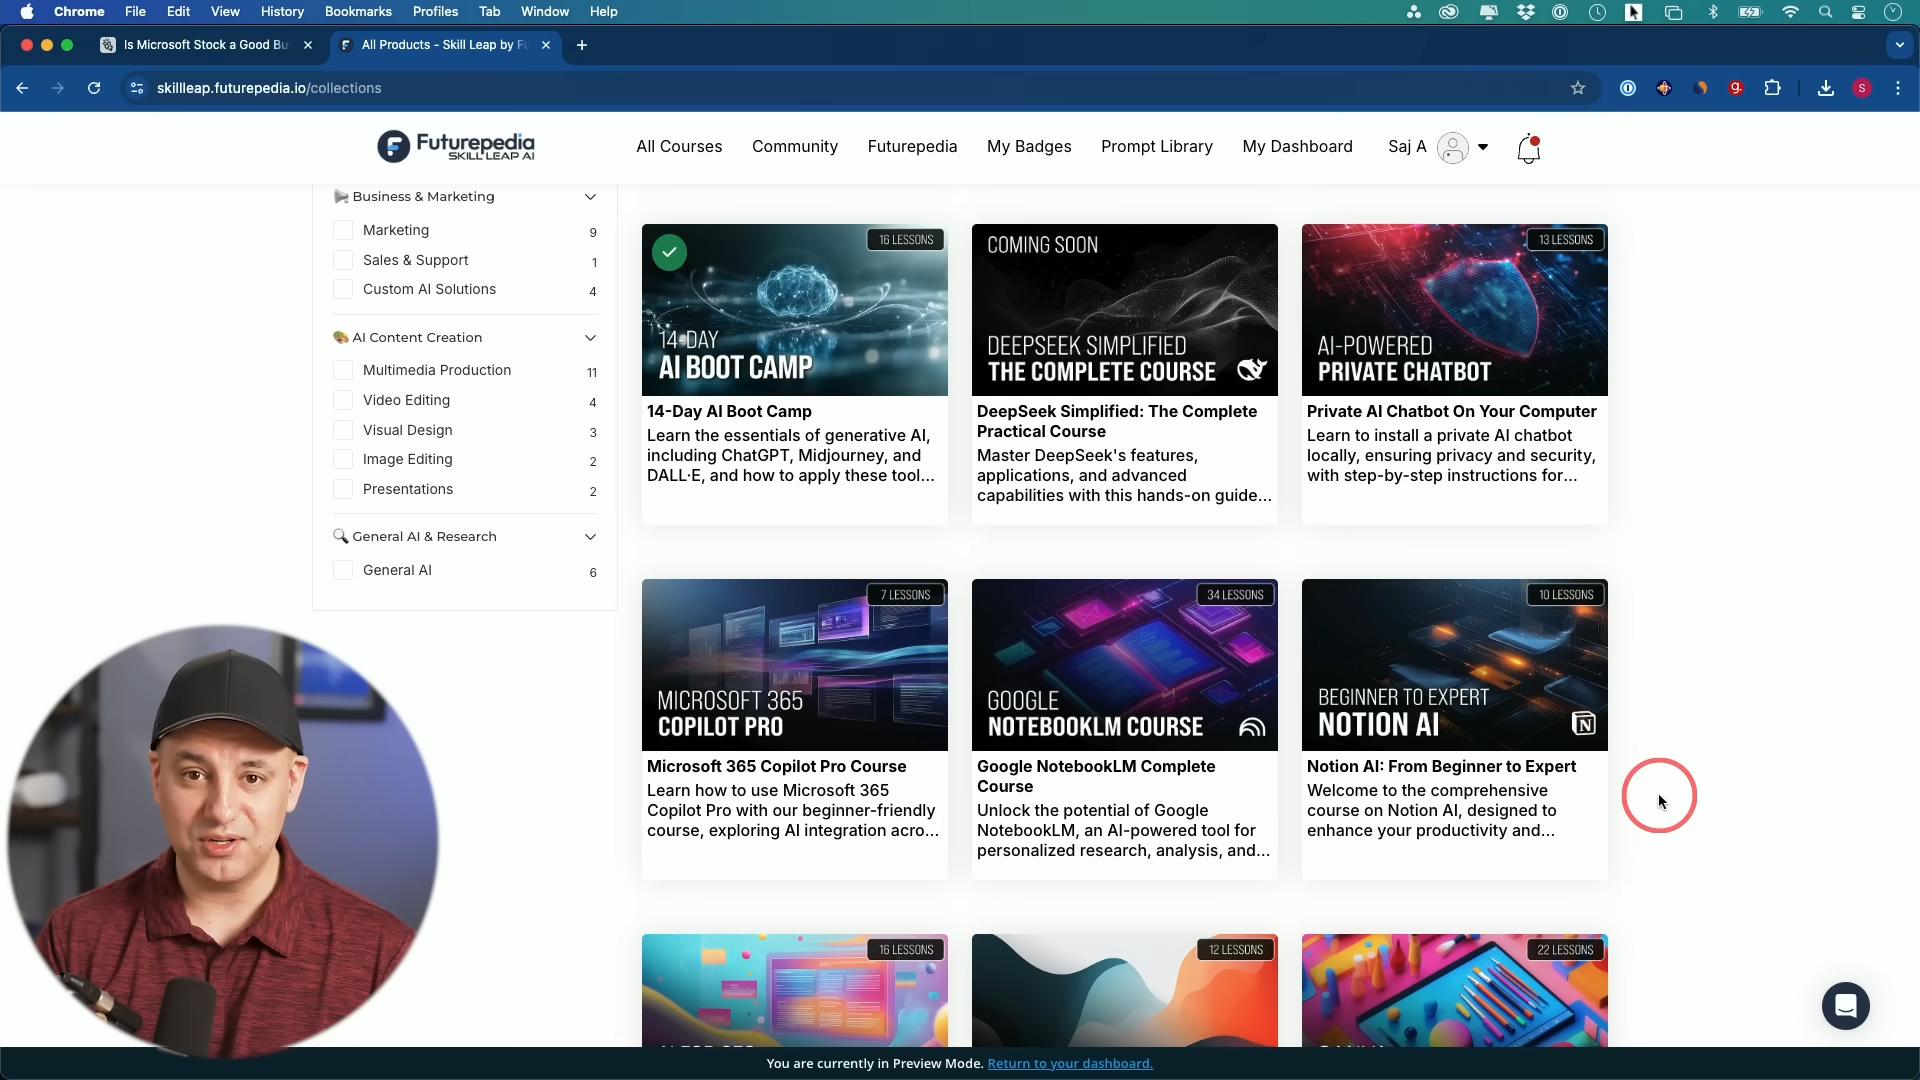 Chrome File Edit View History Bookmarks Profiles Tab Window Help
Is Microsoft Stock a Good Bu
All Products - Skill Leap by Fu
skillleap.futurepedia.io/collections
Futurepedia
SKILL LEAP AI
All Courses Community Futurepedia My Badges Prompt Library My Dashboard Saj A
Business & Marketing
Marketing 9
Sales & Support 1
Custom AI Solutions 4
AI Content Creation
Multimedia Production 11
Video Editing 4
Visual Design 3
Image Editing 2
Presentations 2
General AI & Research
General AI 6
16 LESSONS
14-DAY
AI BOOT CAMP
14-Day AI Boot Camp
Learn the essentials of generative AI,
including ChatGPT, Midjourney, and
DALL·E, and how to apply these tool...
COMING SOON
DEEPSEEK SIMPLIFIED
THE COMPLETE COURSE
DeepSeek Simplified: The Complete
Practical Course
Master DeepSeek's features,
applications, and advanced
capabilities with this hands-on guide...
13 LESSONS
AI-POWERED
PRIVATE CHATBOT
Private AI Chatbot On Your Computer
Learn to install a private AI chatbot
locally, ensuring privacy and security,
with step-by-step instructions for...
7 LESSONS
MICROSOFT 365
COPILOT PRO
Microsoft 365 Copilot Pro Course
Learn how to use Microsoft 365
Copilot Pro with our beginner-friendly
course, exploring AI integration acro...
34 LESSONS
GOOGLE
NOTEBOOKLM COURSE
Google NotebookLM Complete
Course
Unlock the potential of Google
NotebookLM, an AI-powered tool for
personalized research, analysis, and...
10 LESSONS
BEGINNER TO EXPERT
NOTION AI
Notion AI: From Beginner to Expert
Welcome to the comprehensive
course on Notion AI, designed to
enhance your productivity and...
16 LESSONS
12 LESSONS
22 LESSONS
You are currently in Preview Mode. Return to your dashboard.